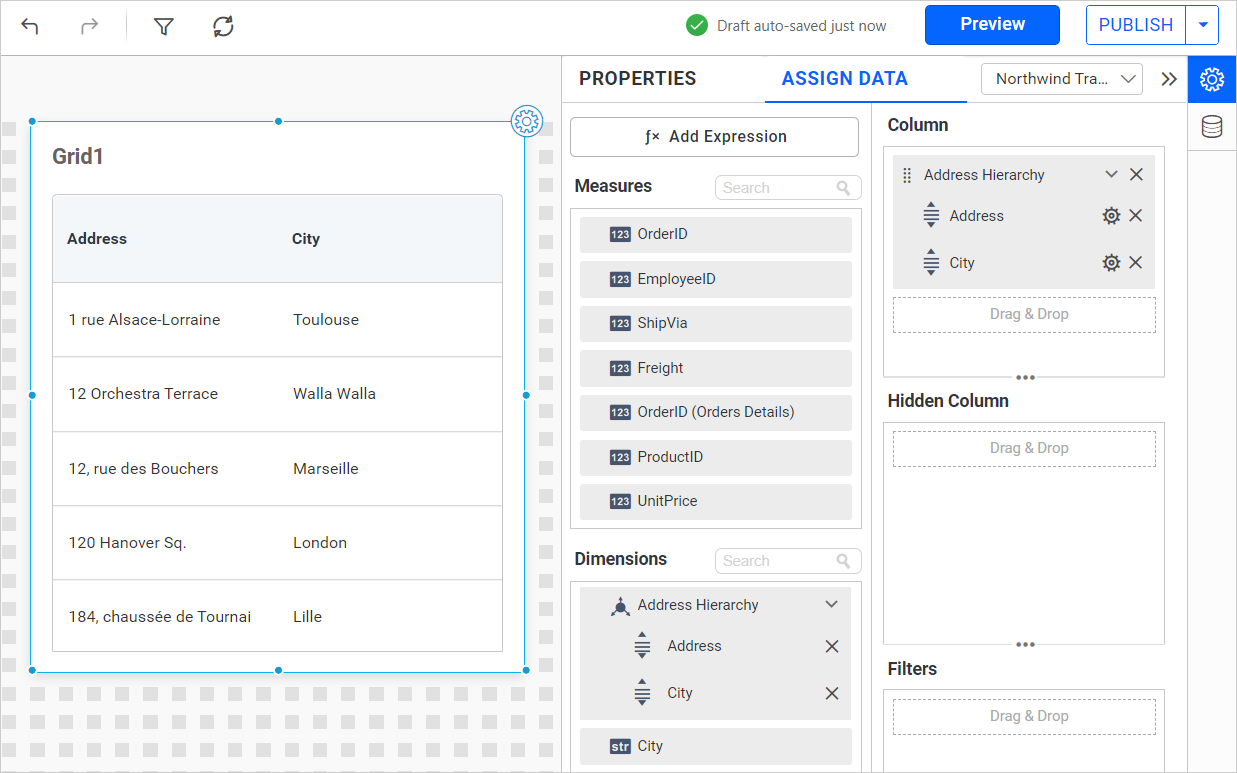 Draft auto-saved just now
Preview
PUBLISH
PROPERTIES
ASSIGN DATA
Northwind Tra...
Grid1
Address City
1 rue Alsace-Lorraine Toulouse
12 Orchestra Terrace Walla Walla
12, rue des Bouchers Marseille
120 Hanover Sq. London
184, chaussée de Tournai Lille
ƒx Add Expression
Measures
Search
123 OrderID
123 EmployeeID
123 ShipVia
123 Freight
123 OrderID (Orders Details)
123 ProductID
123 UnitPrice
Dimensions
Search
Address Hierarchy
Address
City
str City
Column
Address Hierarchy
Address
City
Drag & Drop
Hidden Column
Drag & Drop
Filters
Drag & Drop